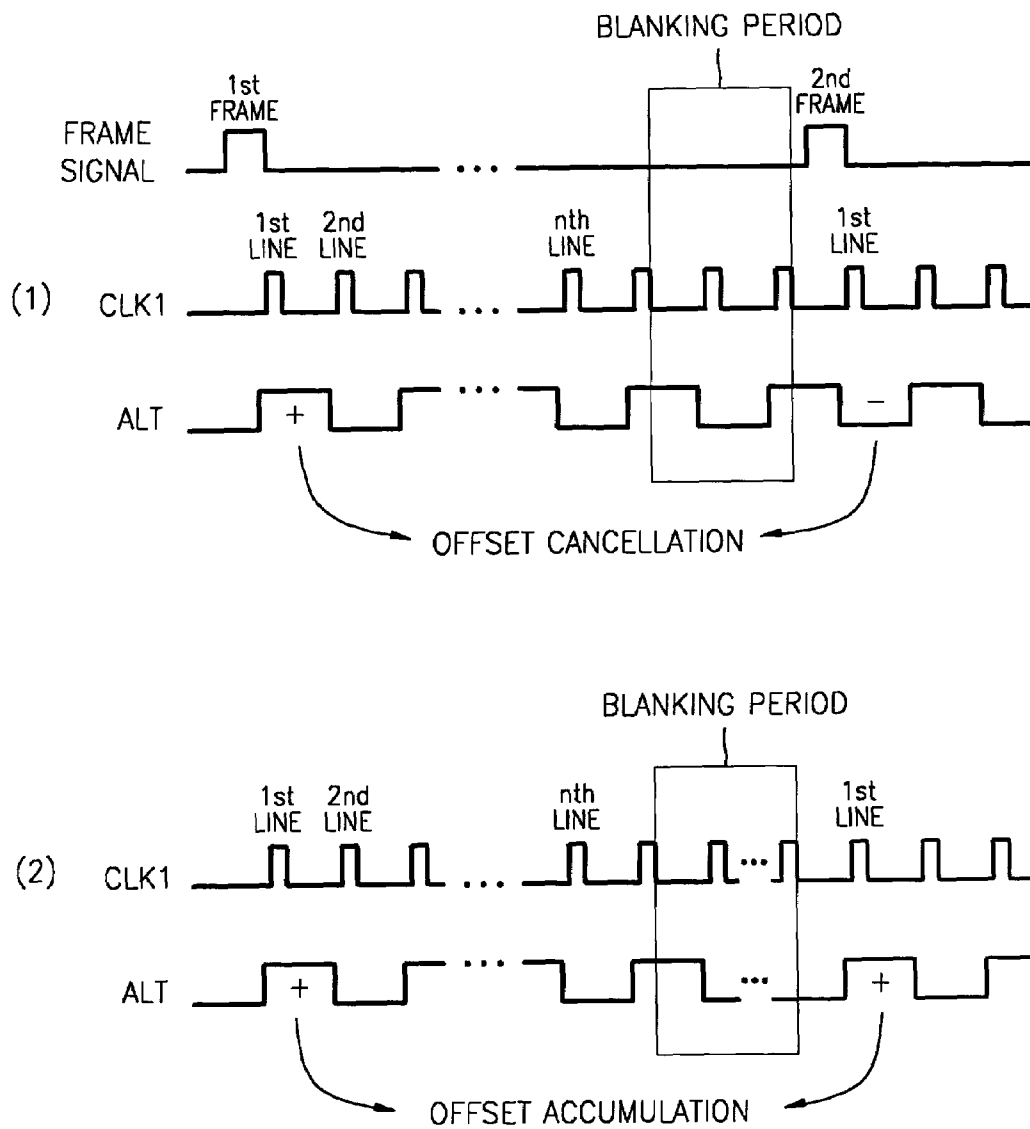 BLANKING PERIOD
1st
FRAME
2nd
FRAME
FRAME
SIGNAL
...
1st
LINE
2nd
LINE
nth
LINE
1st
LINE
(1)
CLK1
...
ALT
+
...
−
OFFSET CANCELLATION
BLANKING PERIOD
1st
LINE
2nd
LINE
nth
LINE
1st
LINE
(2)
CLK1
...
...
ALT
+
...
...
+
OFFSET ACCUMULATION